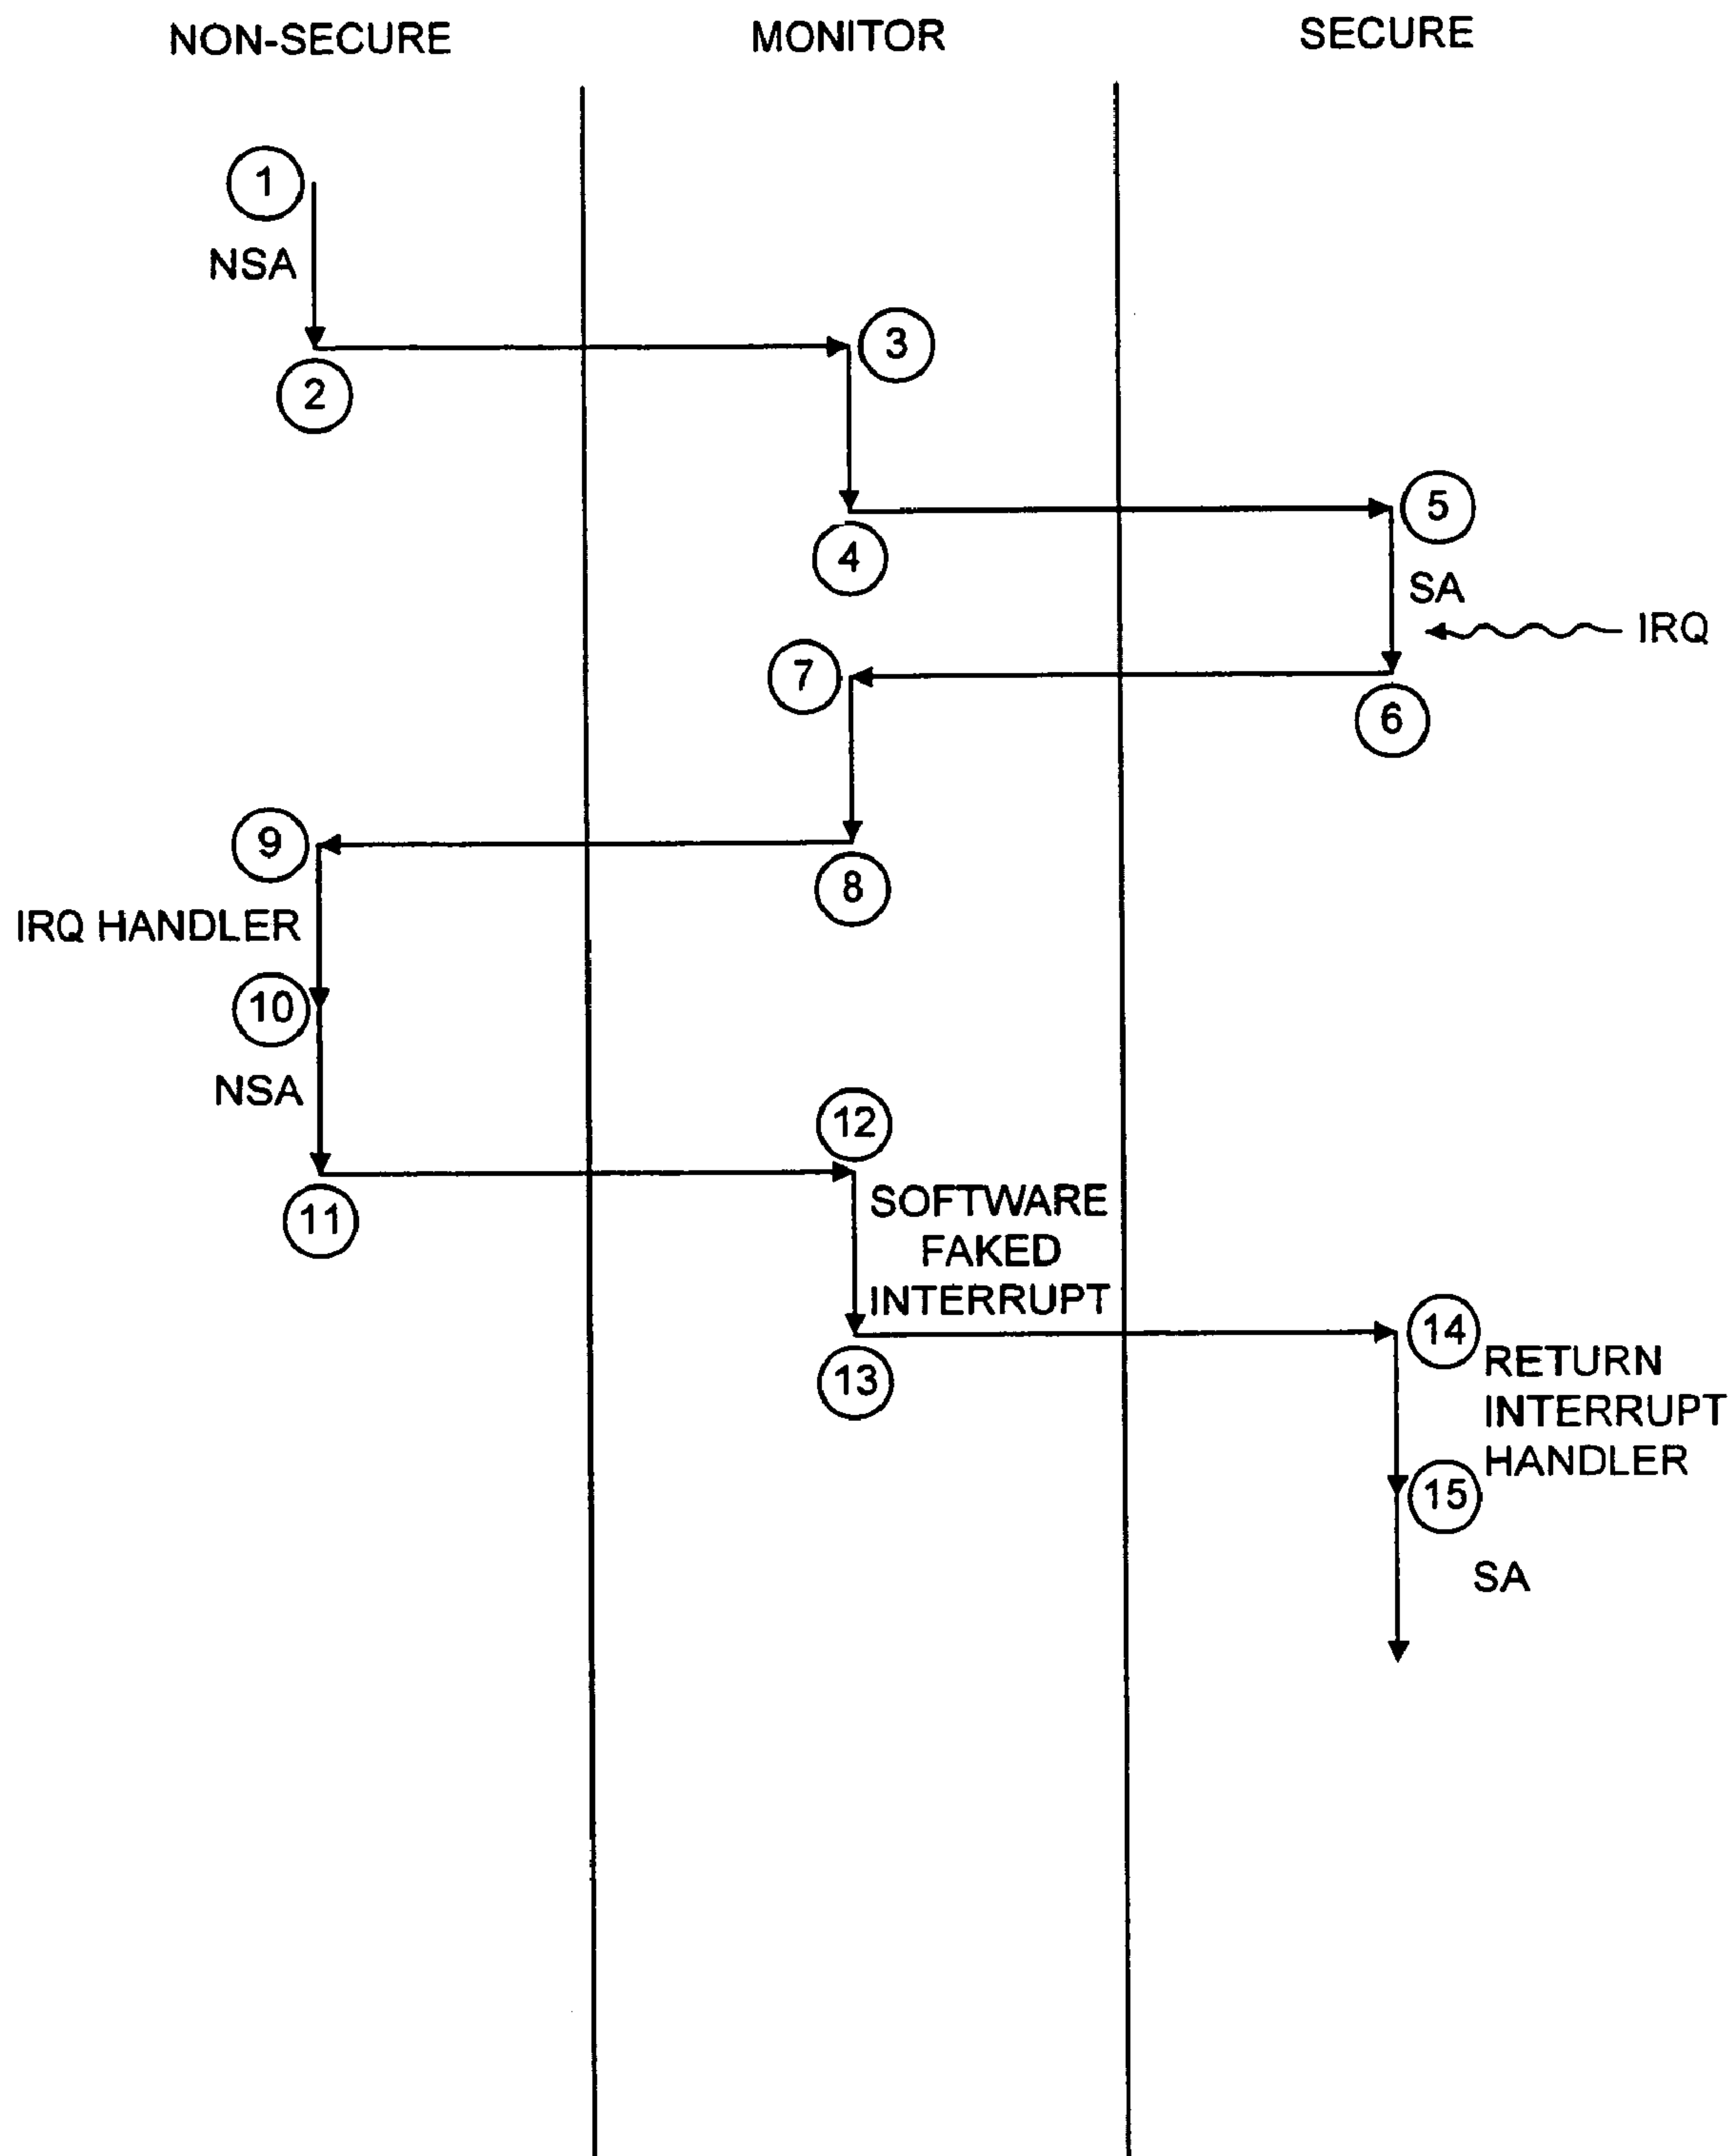 NON-SECURE
MONITOR
SECURE
1
NSA
2
3
4
5
SA
IRQ
6
7
8
9
IRQ HANDLER
10
NSA
11
12
SOFTWARE
FAKED
INTERRUPT
13
14
RETURN
INTERRUPT
HANDLER
15
SA